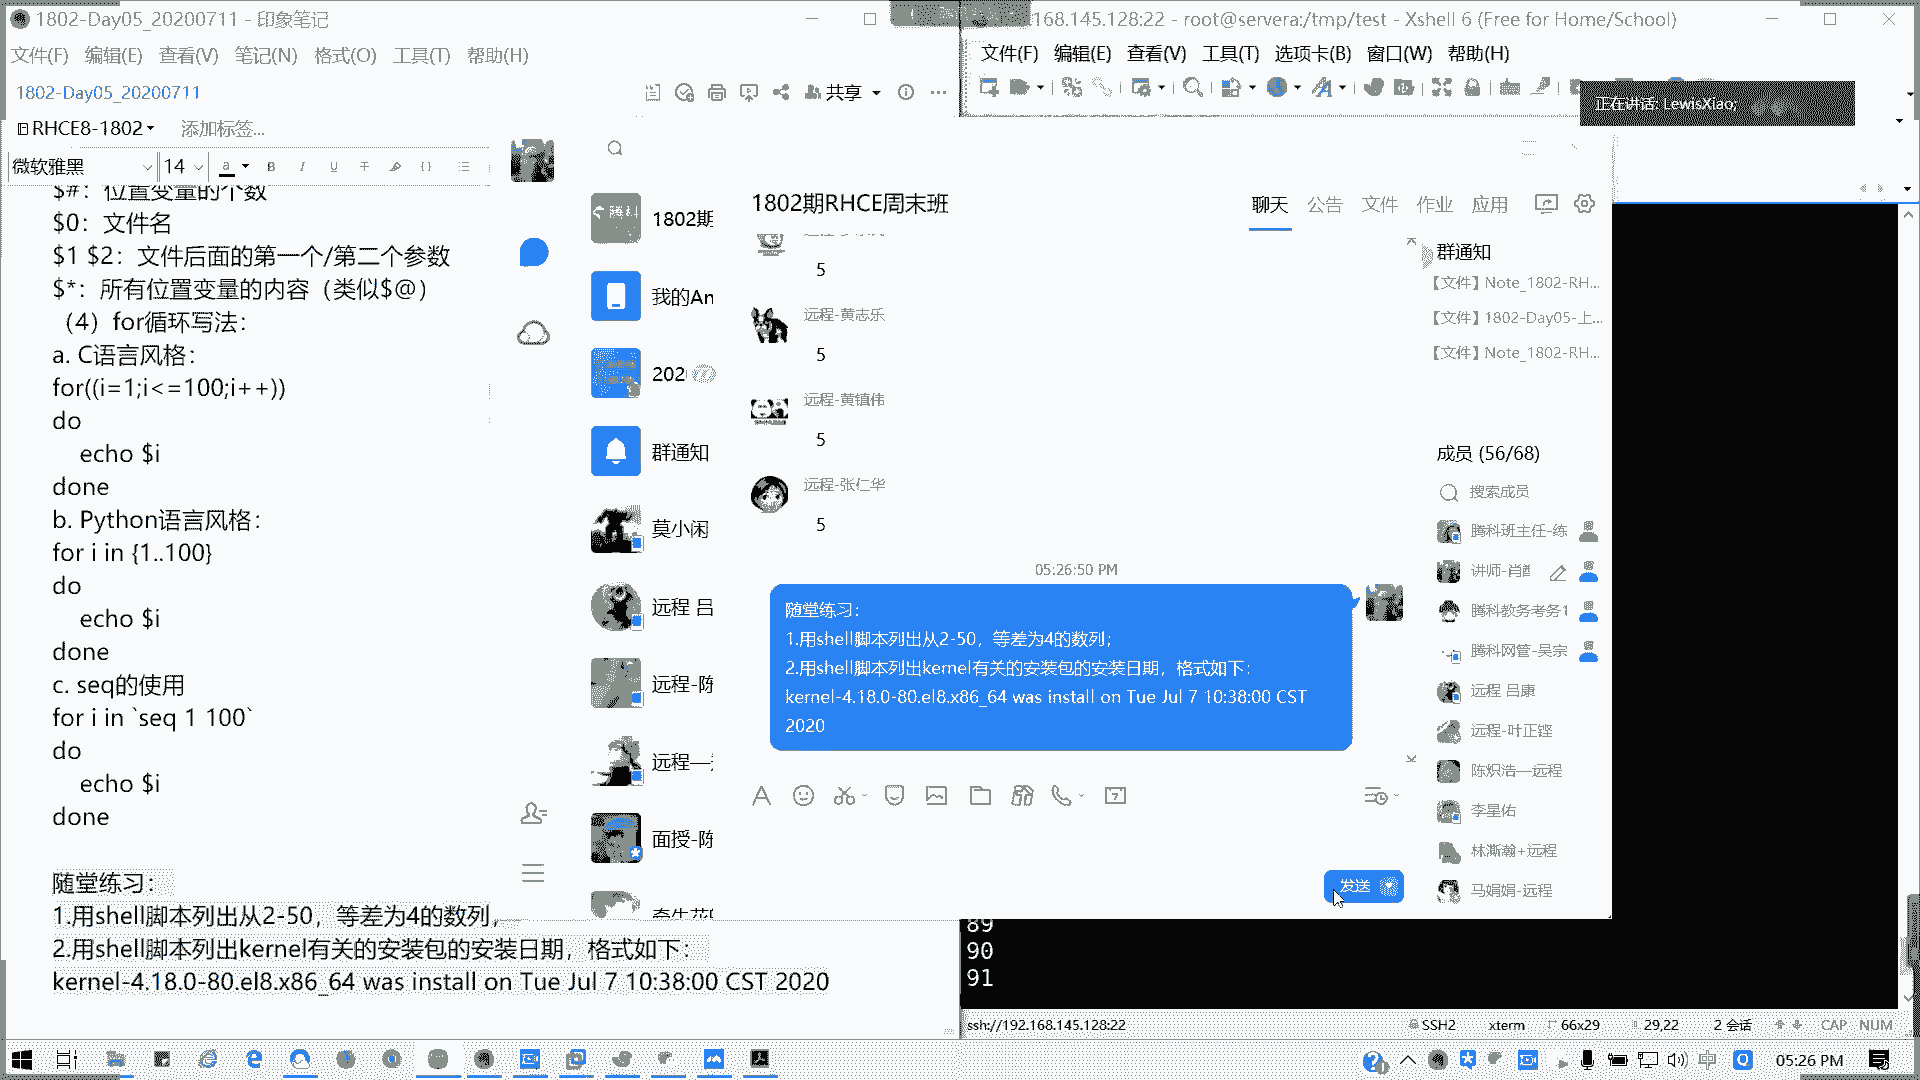 1802-Day05_20200711 - 印象笔记
文件(F) 编辑(E) 查看(V) 笔记(N) 格式(O) 工具(T) 帮助(H)
1802-Day05_20200711
共享
RHCE8-1802
添加标签...
微软雅黑
14
$#：位置变量的个数
$0：文件名
$1 $2：文件后面的第一个/第二个参数
$*：所有位置变量的内容（类似$@）
（4）for循环写法：
a. C语言风格：
for((i=1;i<=100;i++))
do
echo $i
done
b. Python语言风格：
for i in {1..100}
do
echo $i
done
c. seq的使用
for i in `seq 1 100`
do
echo $i
done
随堂练习：
1.用shell脚本列出从2-50，等差为4的数列；
2.用shell脚本列出kernel有关的安装包的安装日期，格式如下：
kernel-4.18.0-80.el8.x86_64 was install on Tue Jul 7 10:38:00 CST 2020
168.145.128:22 - root@servera:/tmp/test - Xshell 6 (Free for Home/School)
文件(F) 编辑(E) 查看(V) 工具(T) 选项卡(B) 窗口(W) 帮助(H)
正在讲话: LewisXiao;
1802期
我的An
202
群通知
莫小闲
远程 吕
远程-陈
远程—
面授-陈
1802期RHCE周末班
聊天 公告 文件 作业 应用
5
远程-黄志乐
5
远程-黄镇伟
5
远程-张仁华
5
05:26:50 PM
随堂练习：
1.用shell脚本列出从2-50，等差为4的数列；
2.用shell脚本列出kernel有关的安装包的安装日期，格式如下：
kernel-4.18.0-80.el8.x86_64 was install on Tue Jul 7 10:38:00 CST
2020
发送
群通知
【文件】Note_1802-RH...
【文件】1802-Day05-上...
【文件】Note_1802-RH...
成员 (56/68)
搜索成员
腾科班主任-练
讲师-肖
腾科教务考务1
腾科网管-吴宗
远程 吕康
远程-叶正铿
陈炽浩—远程
李星佑
林澌瀚+远程
马娟娟-远程
89
90
91
ssh://192.168.145.128:22
SSH2
xterm
66x29
29,22
2 会话
CAP NUM
中
05:26 PM